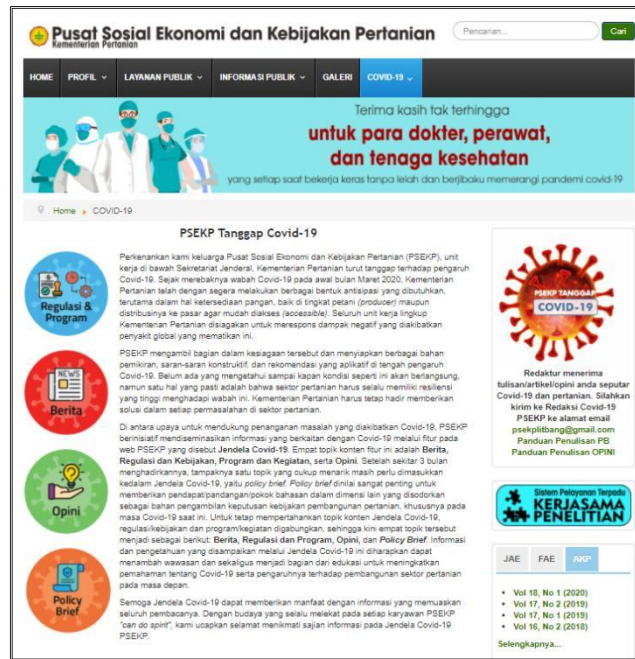 Pusat Sosial Ekonomi dan Kebijakan Pertanian
Kementerian Pertanian
Pencarian...
Cari
HOME
PROFIL
LAYANAN PUBLIK
INFORMASI PUBLIK
GALERI
COVID-19
Terima kasih tak terhingga
untuk para dokter, perawat,
dan tenaga kesehatan
yang setiap saat bekerja keras tanpa lelah dan berjibaku memerangi pandemi covid-19
Home
COVID-19
PSEKP Tanggap Covid-19
Regulasi &
Program
NEWS
Berita
Opini
Policy
Brief
Perkenankan kami keluarga Pusat Sosial Ekonomi dan Kebijakan Pertanian (PSEKP), unit
kerja di bawah Sekretariat Jenderal, Kementerian Pertanian turut tanggap terhadap pengaruh
Covid-19. Sejak merebaknya wabah Covid-19 pada awal bulan Maret 2020, Kementerian
Pertanian telah dengan segera melakukan berbagai bentuk antisipasi yang dibutuhkan,
terutama dalam hal ketersediaan pangan, baik di tingkat petani (producer) maupun
distribusinya ke pasar agar mudah diakses (accessible). Seluruh unit kerja lingkup
Kementerian Pertanian disiagakan untuk merespons dampak negatif yang diakibatkan
penyakit global yang mematikan ini.
PSEKP mengambil bagian dalam kesiagaan tersebut dan menyiapkan berbagai bahan
pemikiran, saran-saran konstruktif, dan rekomendasi yang aplikatif di tengah pengaruh
Covid-19. Belum ada yang mengetahui sampai kapan kondisi seperti ini akan berlangsung,
namun satu hal yang pasti adalah bahwa sektor pertanian harus selalu memiliki resiliensi
yang tinggi menghadapi wabah ini. Kementerian Pertanian harus tetap hadir memberikan
solusi dalam setiap permasalahan di sektor pertanian.
Di antara upaya untuk mendukung penanganan masalah yang diakibatkan Covid-19, PSEKP
berinisiatif mendiseminasikan informasi yang berkaitan dengan Covid-19 melalui fitur pada
web PSEKP yang disebut Jendela Covid-19. Empat topik konten fitur ini adalah Berita,
Regulasi dan Kebijakan, Program dan Kegiatan, serta Opini. Setelah sekitar 3 bulan
menghadirkannya, tampaknya satu topik yang cukup menarik masih perlu dimasukkan
kedalam Jendela Covid-19, yaitu policy brief. Policy brief dinilai sangat penting untuk
memberikan pendapat/pandangan/pokok bahasan dalam dimensi lain yang disodorkan
sebagai bahan pengambilan keputusan kebijakan pembangunan pertanian, khususnya pada
masa Covid-19 saat ini. Untuk tetap mempertahankan topik konten Jendela Covid-19,
regulasi/kebijakan dan program/kegiatan digabungkan, sehingga kini empat topik tersebut
menjadi sebagai berikut: Berita, Regulasi dan Program, Opini, dan Policy Brief. Informasi
dan pengetahuan yang disampaikan melalui Jendela Covid-19 ini diharapkan dapat
menambah wawasan dan sekaligus menjadi bagian dari edukasi untuk meningkatkan
pemahaman tentang Covid-19 serta pengaruhnya terhadap pembangunan sektor pertanian
pada masa depan.
Semoga Jendela Covid-19 dapat memberikan manfaat dengan informasi yang memuaskan
seluruh pembacanya. Dengan budaya yang selalu melekat pada setiap karyawan PSEKP
"can do spirit", kami ucapkan selamat menikmati sajian informasi pada Jendela Covid-19
PSEKP.
PSEKP TANGGAP
COVID-19
Redaktur menerima
tulisan/artikel/opini anda seputar
Covid-19 dan pertanian. Silahkan
kirim ke Redaksi Covid-19
PSEKP ke alamat email
psekplitbang@gmail.com
Panduan Penulisan PB
Panduan Penulisan OPINI
Sistem Pelayanan Terpadu
KERJASAMA
PENELITIAN
JAE
FAE
AKP
Vol 18, No 1 (2020)
Vol 17, No 2 (2019)
Vol 17, No 1 (2019)
Vol 16, No 2 (2018)
Selengkapnya...